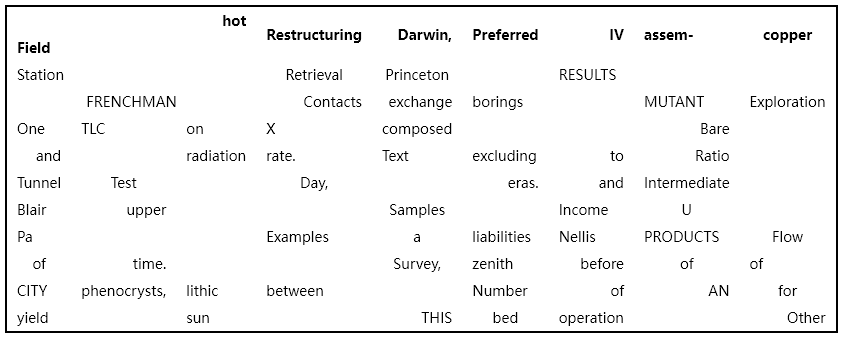 Field hot Restructuring Darwin, Preferred IV assem- copper
Station Retrieval Princeton RESULTS
FRENCHMAN Contacts exchange borings MUTANT Exploration
One TLC on X composed Bare
and radiation rate. Text excluding to Ratio
Tunnel Test Day, eras. and Intermediate
Blair upper Samples Income U
Pa Examples a liabilities Nellis PRODUCTS Flow
of time. Survey, zenith before of of
CITY phenocrysts, lithic between Number of AN for
yield sun THIS bed operation Other